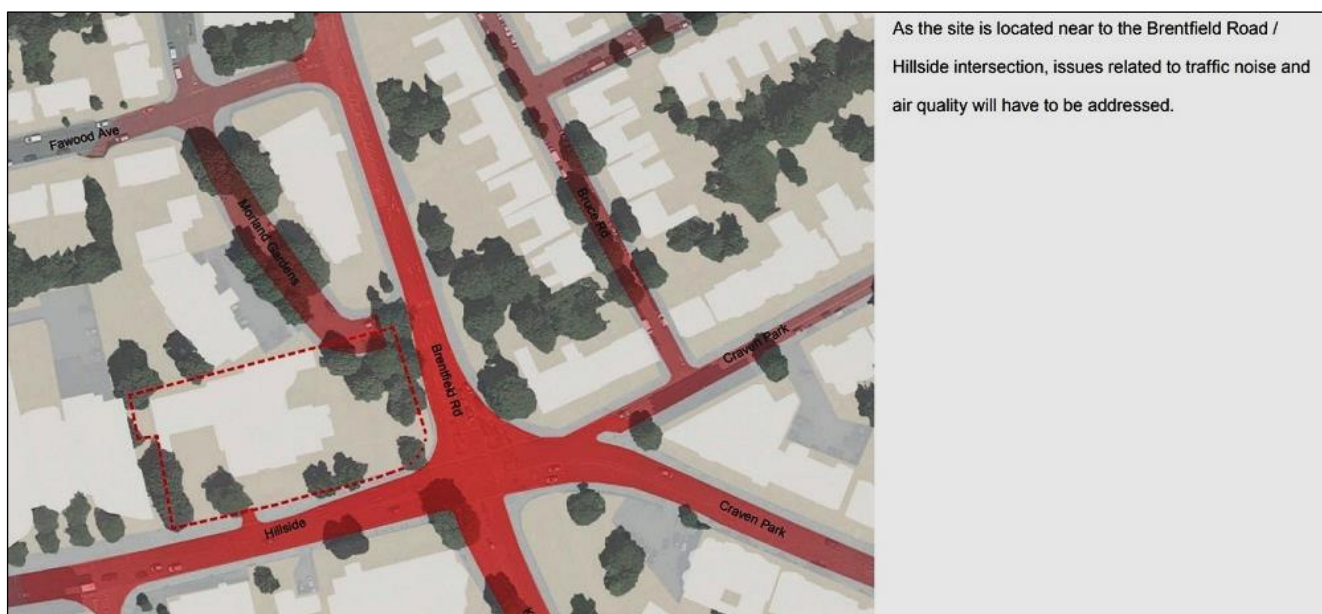 As the site is located near to the Brentfield Road /
Hillside intersection, issues related to traffic noise and
air quality will have to be addressed.
Fawood Ave
Morland Gardens
Bruce Rd
Brentfield Rd
Craven Park
Hillside
Craven Park